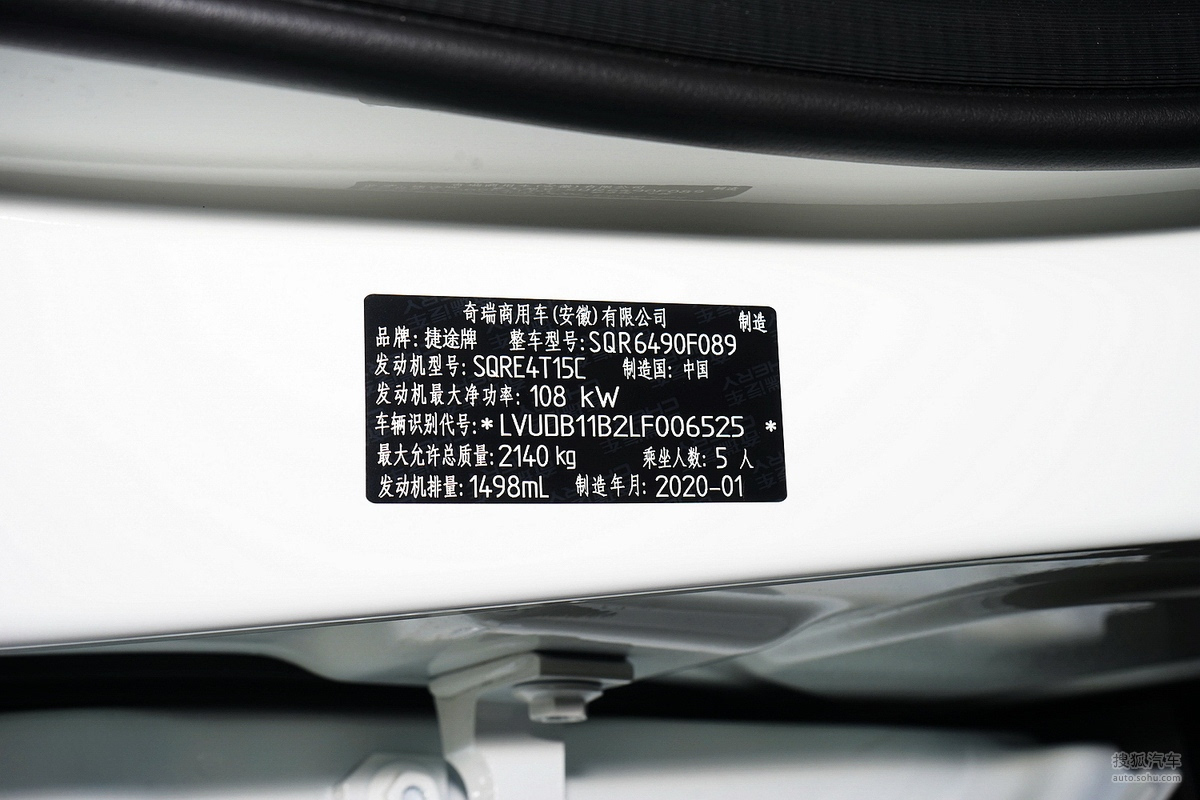 奇瑞商用车(安徽)有限公司 制造
品牌:捷途牌 整车型号:SQR6490F089
发动机型号:SQRE4T15C 制造国:中国
发动机最大净功率:108 kW
车辆识别代号:*LVUDB11B2LF006525*
最大允许总质量:2140kg 乘坐人数:5人
发动机排量:1498mL 制造年月:2020-01
搜狐汽车
auto.sohu.com